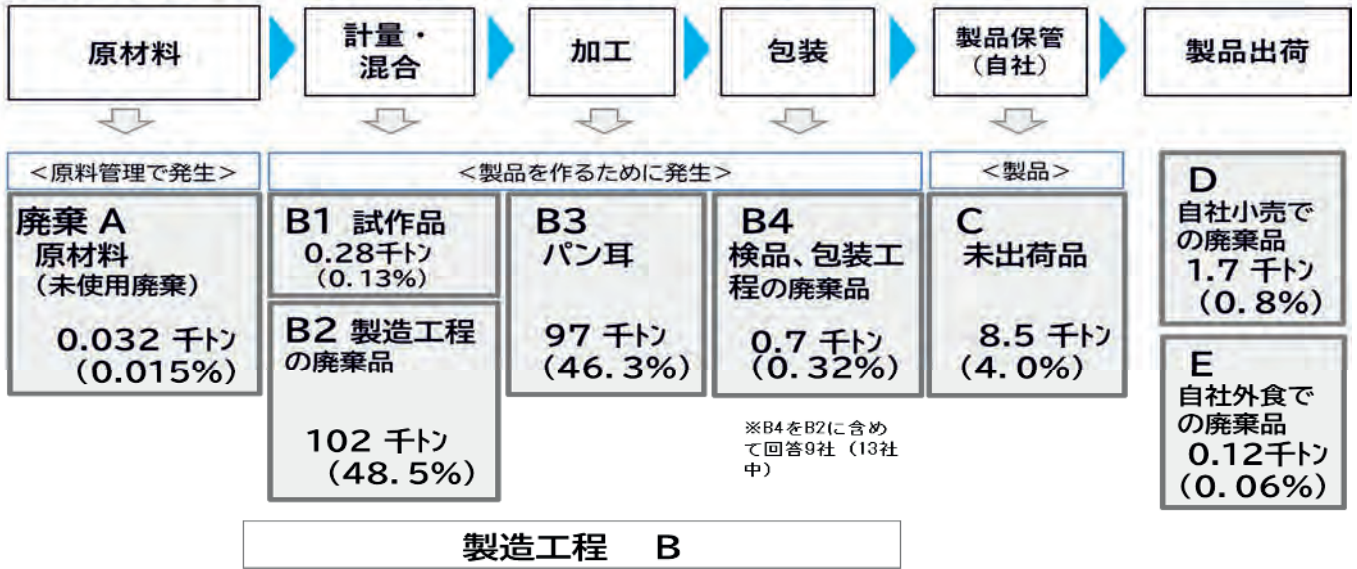 原材料
計量・
混合
加工
包装
製品保管
（自社）
製品出荷
＜原料管理で発生＞
＜製品を作るために発生＞
＜製品＞
廃棄 A
原材料
（未使用廃棄）
0.032 千トン
(0.015%)
B1 試作品
0.28千トン
(0.13%)
B2 製造工程
の廃棄品
102 千トン
(48.5%)
B3
パン耳
97 千トン
(46.3%)
B4
検品、包装工
程の廃棄品
0.7 千トン
(0.32%)
※B4をB2に含め
て回答9社（13社
中）
C
未出荷品
8.5 千トン
(4.0%)
D
自社小売で
の廃棄品
1.7 千トン
(0.8%)
E
自社外食で
の廃棄品
0.12千トン
(0.06%)
製造工程 B